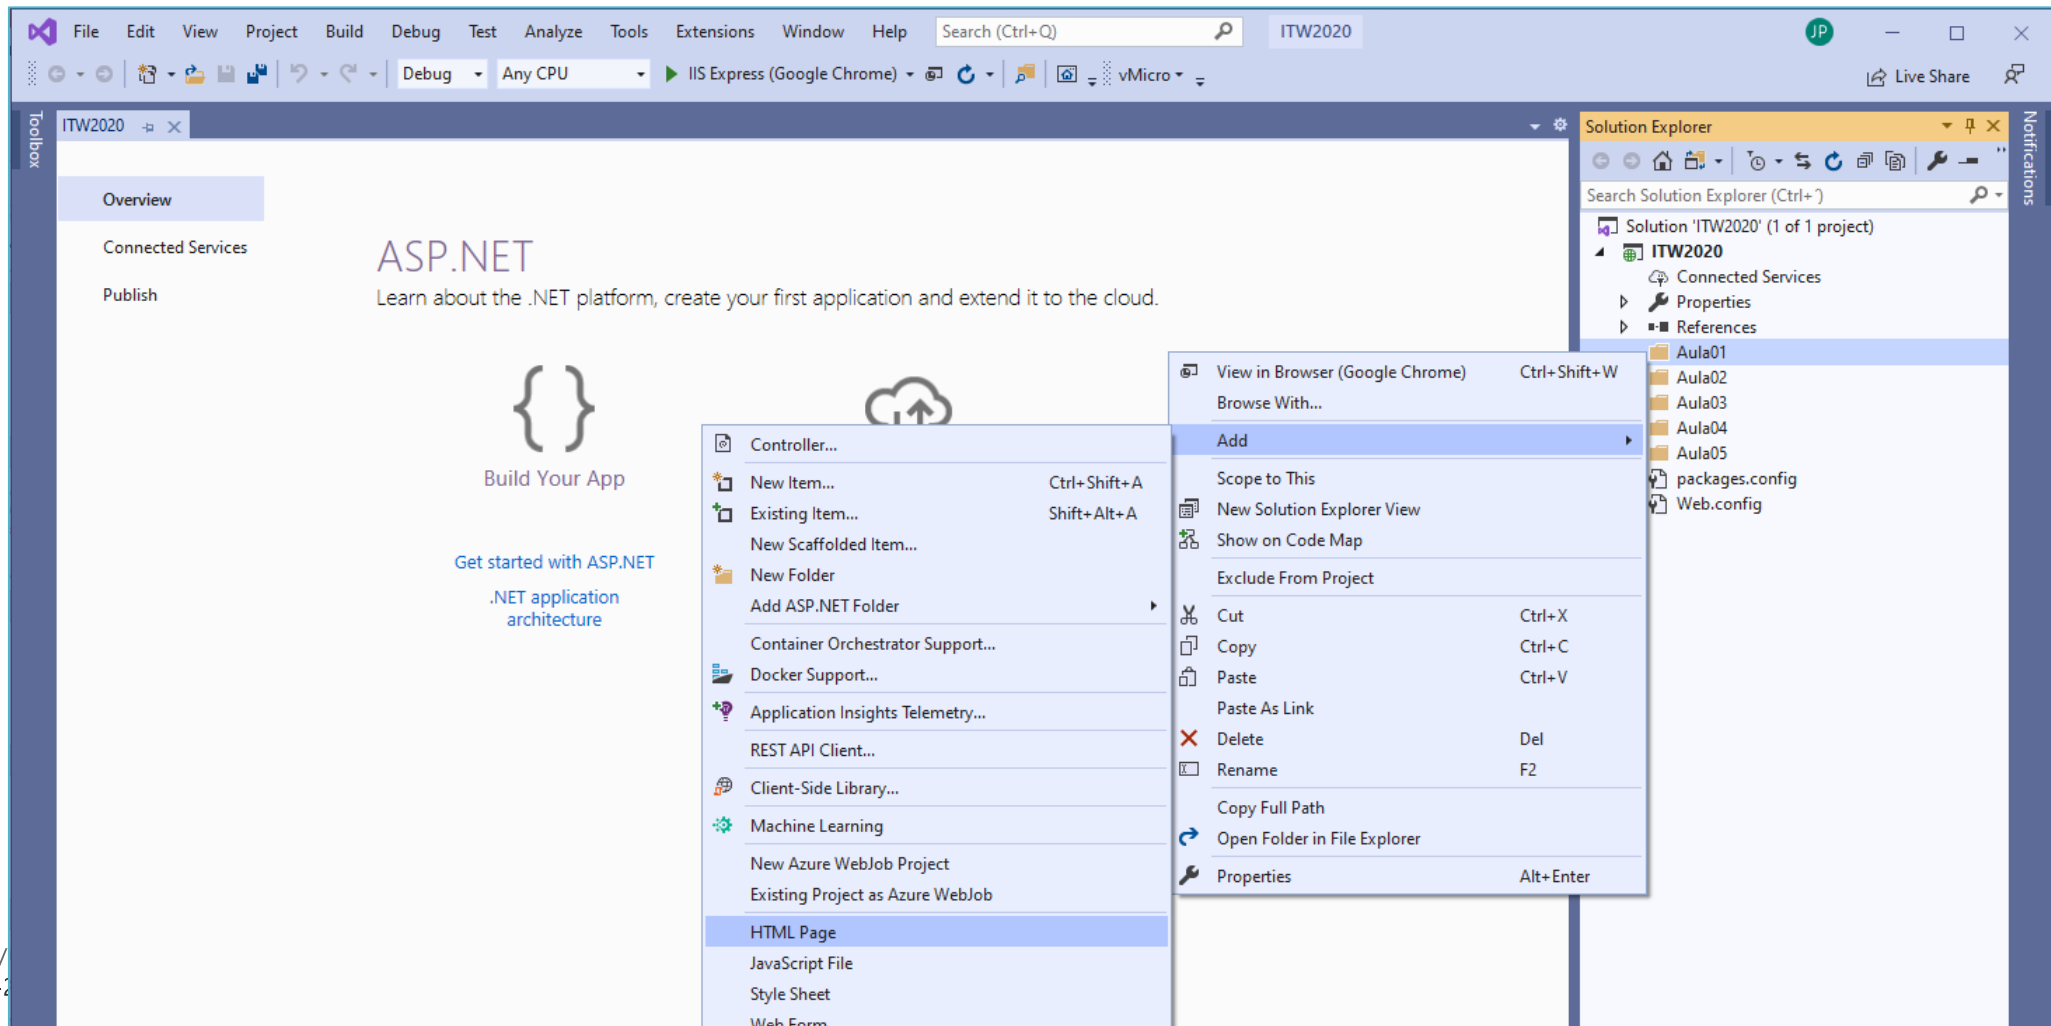 File Edit View Project Build Debug Test Analyze Tools Extensions Window Help Search (Ctrl+Q) ITW2020 JP
Debug Any CPU IIS Express (Google Chrome) vMicro Live Share
Toolbox
ITW2020
Overview
Connected Services
Publish
ASP.NET
Learn about the .NET platform, create your first application and extend it to the cloud.
Build Your App
Get started with ASP.NET
.NET application
architecture
Controller...
New Item... Ctrl+Shift+A
Existing Item... Shift+Alt+A
New Scaffolded Item...
New Folder
Add ASP.NET Folder
Container Orchestrator Support...
Docker Support...
Application Insights Telemetry...
REST API Client...
Client-Side Library...
Machine Learning
New Azure WebJob Project
Existing Project as Azure WebJob
HTML Page
JavaScript File
Style Sheet
Web Form
View in Browser (Google Chrome) Ctrl+Shift+W
Browse With...
Add
Scope to This
New Solution Explorer View
Show on Code Map
Exclude From Project
Cut Ctrl+X
Copy Ctrl+C
Paste Ctrl+V
Paste As Link
Delete Del
Rename F2
Copy Full Path
Open Folder in File Explorer
Properties Alt+Enter
Solution Explorer
Search Solution Explorer (Ctrl+ˆ)
Solution 'ITW2020' (1 of 1 project)
ITW2020
Connected Services
Properties
References
Aula01
Aula02
Aula03
Aula04
Aula05
packages.config
Web.config
Notifications